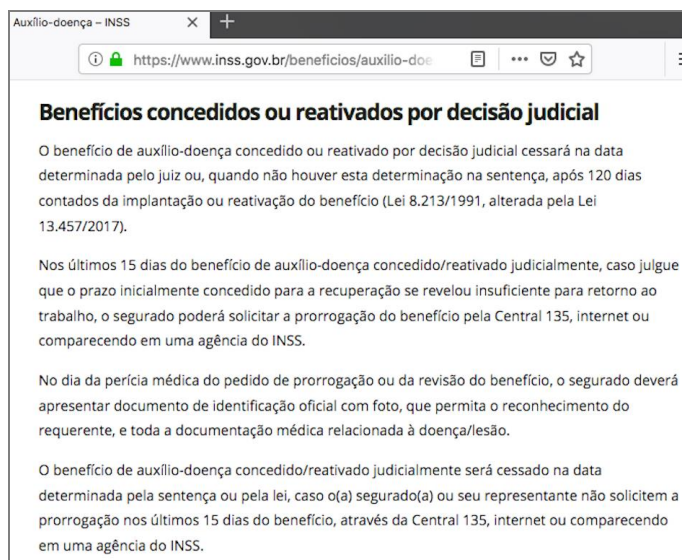 Auxílio-doença – INSS
https://www.inss.gov.br/beneficios/auxilio-doe
Benefícios concedidos ou reativados por decisão judicial
O benefício de auxílio-doença concedido ou reativado por decisão judicial cessará na data
determinada pelo juiz ou, quando não houver esta determinação na sentença, após 120 dias
contados da implantação ou reativação do benefício (Lei 8.213/1991, alterada pela Lei
13.457/2017).
Nos últimos 15 dias do benefício de auxílio-doença concedido/reativado judicialmente, caso julgue
que o prazo inicialmente concedido para a recuperação se revelou insuficiente para retorno ao
trabalho, o segurado poderá solicitar a prorrogação do benefício pela Central 135, internet ou
comparecendo em uma agência do INSS.
No dia da perícia médica do pedido de prorrogação ou da revisão do benefício, o segurado deverá
apresentar documento de identificação oficial com foto, que permita o reconhecimento do
requerente, e toda a documentação médica relacionada à doença/lesão.
O benefício de auxílio-doença concedido/reativado judicialmente será cessado na data
determinada pela sentença ou pela lei, caso o(a) segurado(a) ou seu representante não solicitem a
prorrogação nos últimos 15 dias do benefício, através da Central 135, internet ou comparecendo
em uma agência do INSS.